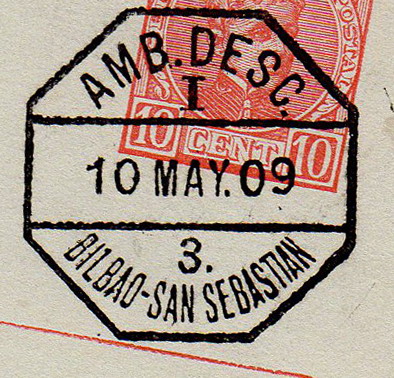 AMB. DESC.
I
10 CENT 10
10 MAY. 09
3.
BILBAO-SAN SEBASTIAN